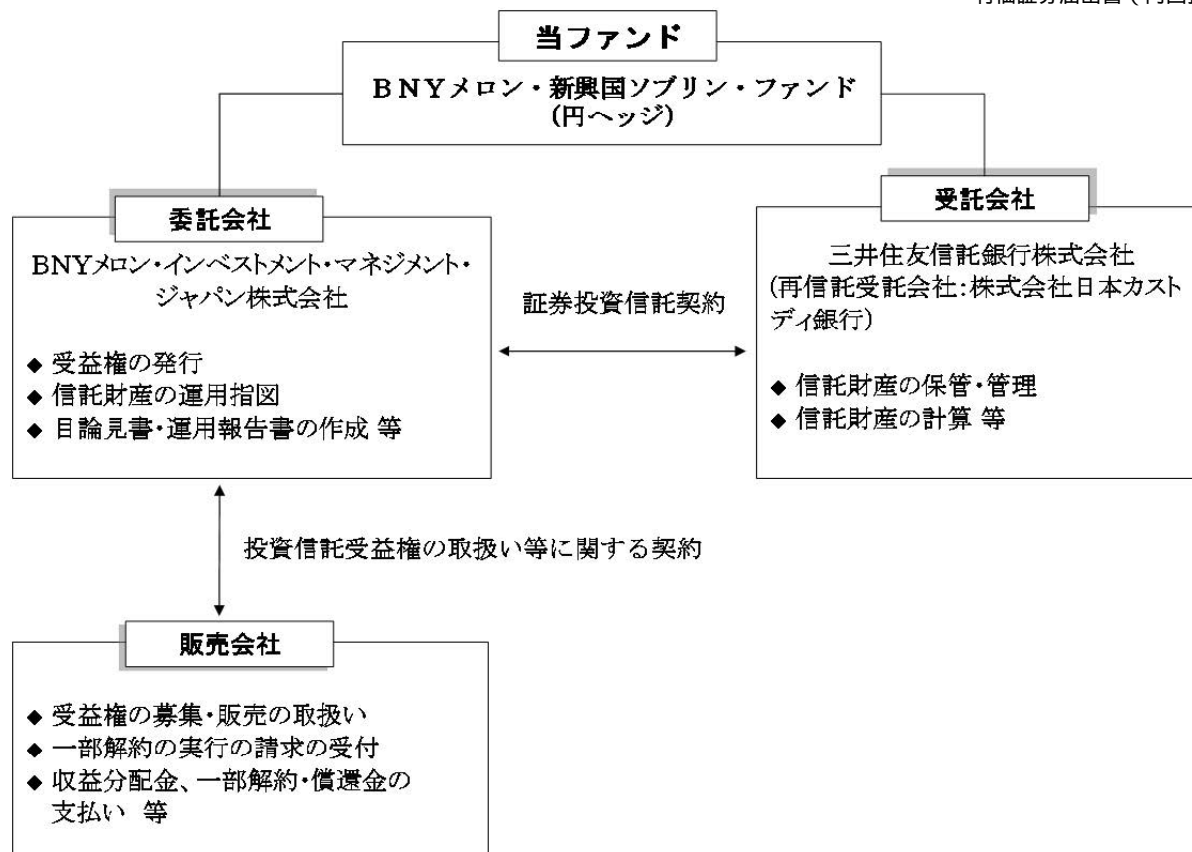 当ファンド
BNYメロン・新興国ソブリン・ファンド
(円ヘッジ)
委託会社
BNYメロン・インベストメント・マネジメント・
ジャパン株式会社
◆ 受益権の発行
◆ 信託財産の運用指図
◆ 目論見書・運用報告書の作成 等
証券投資信託契約
受託会社
三井住友信託銀行株式会社
(再信託受託会社:株式会社日本カスト
ディ銀行)
◆ 信託財産の保管・管理
◆ 信託財産の計算 等
投資信託受益権の取扱い等に関する契約
販売会社
◆ 受益権の募集・販売の取扱い
◆ 一部解約の実行の請求の受付
◆ 収益分配金、一部解約・償還金の
支払い 等